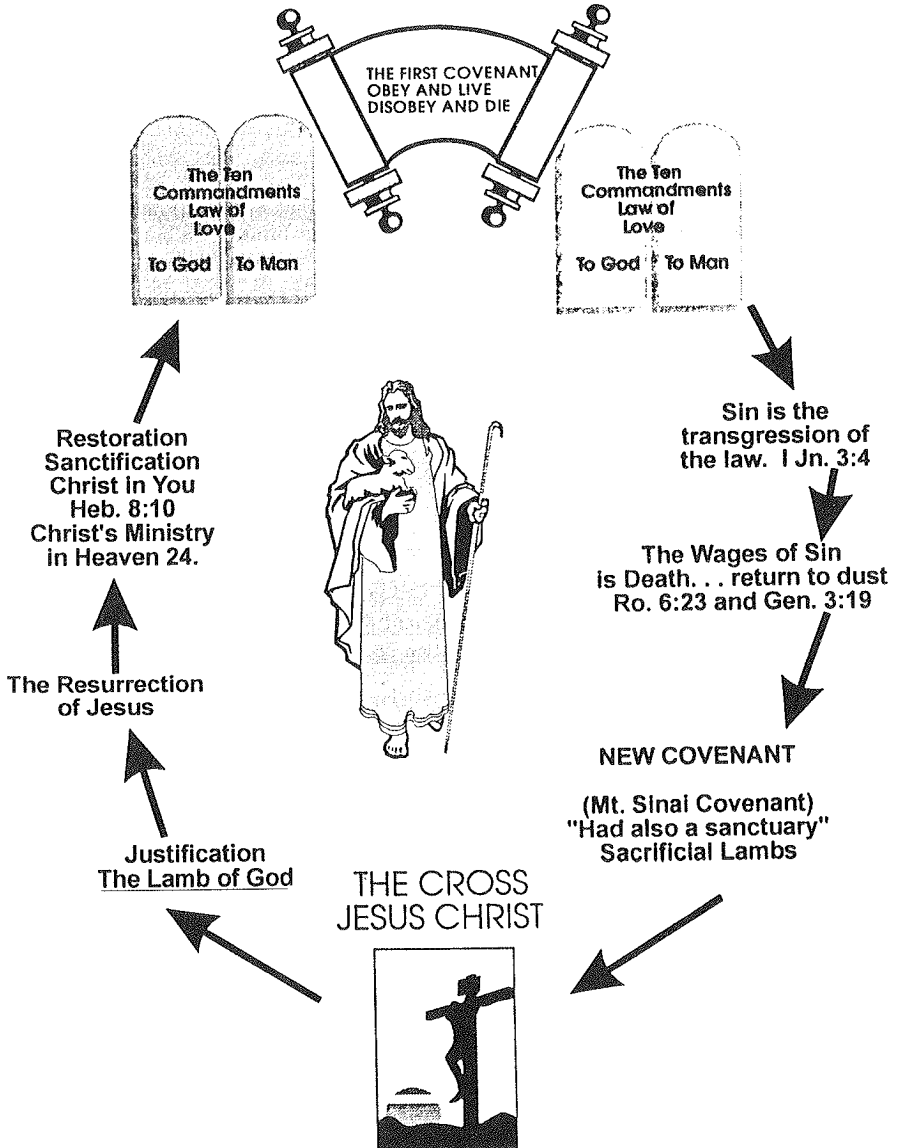 THE FIRST COVENANT
OBEY AND LIVE
DISOBEY AND DIE
The Ten
Commandments
Law of
Love
To God To Man
The Ten
Commandments
Law of
Love
To God To Man
Sin is the
transgression of
the law. I Jn. 3:4
The Wages of Sin
is Death. . . return to dust
Ro. 6:23 and Gen. 3:19
NEW COVENANT
(Mt. Sinai Covenant)
"Had also a sanctuary"
Sacrificial Lambs
THE CROSS
JESUS CHRIST
Justification
The Lamb of God
The Resurrection
of Jesus
Restoration
Sanctification
Christ in You
Heb. 8:10
Christ's Ministry
in Heaven 24.